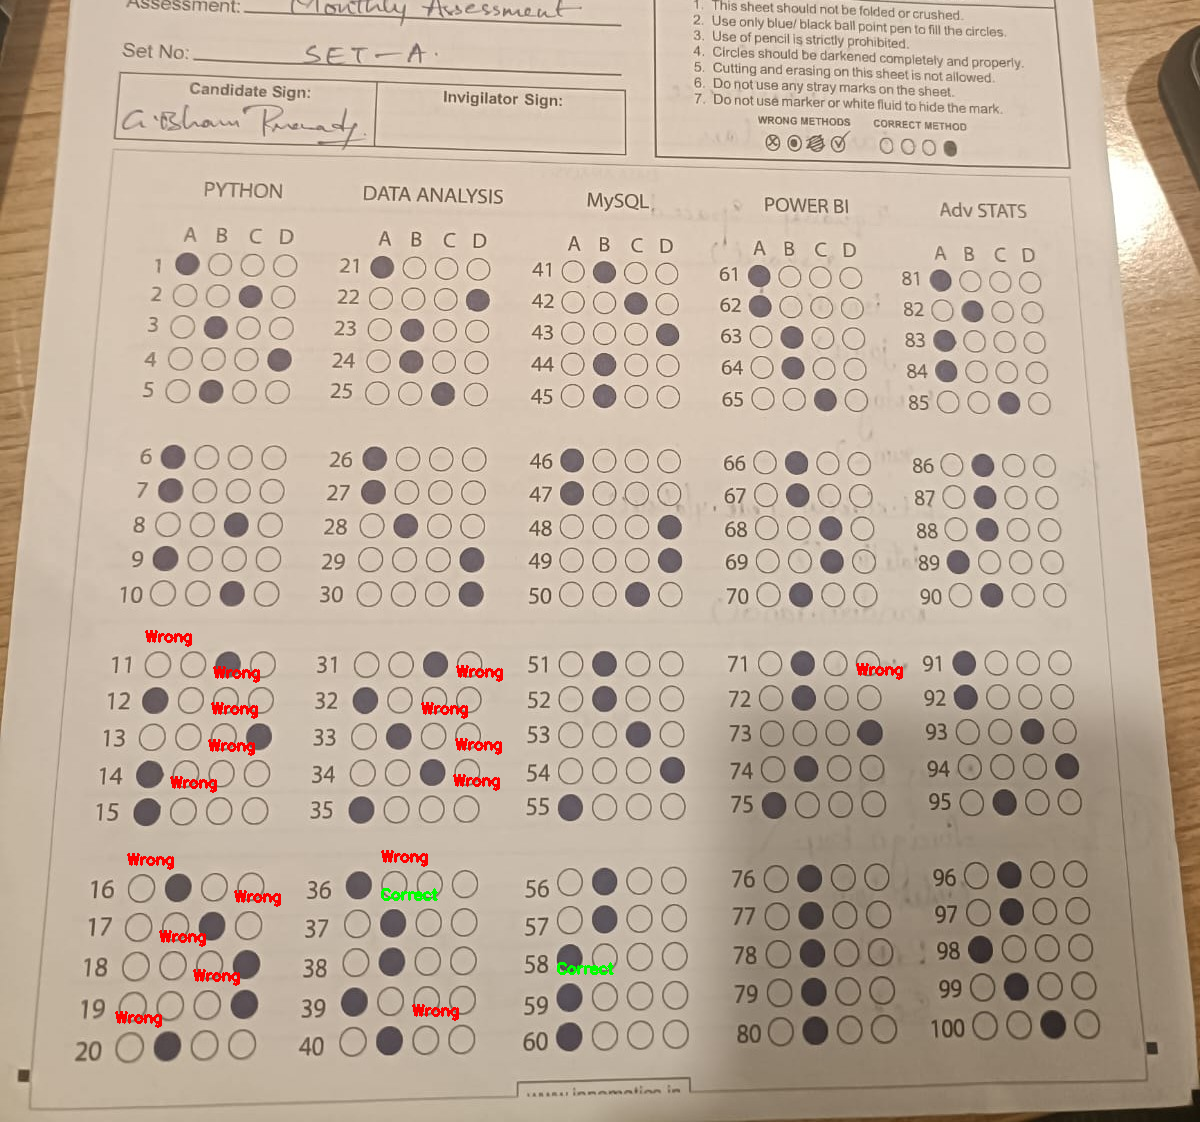 Assessment: Monthly Assessment
Set No: SET-A.
Candidate Sign:
Invigilator Sign:
1. This sheet should not be folded or crushed.
2. Use only blue/ black ball point pen to fill the circles.
3. Use of pencil is strictly prohibited.
4. Circles should be darkened completely and properly.
5. Cutting and erasing on this sheet is not allowed.
6. Do not use any stray marks on the sheet.
7. Do not use marker or white fluid to hide the mark.
WRONG METHODS CORRECT METHOD
PYTHON DATA ANALYSIS MySQL POWER BI Adv STATS
A B C D A B C D A B C D A B C D A B C D
1 21 41 61 81
2 22 42 62 82
3 23 43 63 83
4 24 44 64 84
5 25 45 65 85
6 26 46 66 86
7 27 47 67 87
8 28 48 68 88
9 29 49 69 89
10 30 50 70 90
Wrong
11 31 51 71 91
Wrong Wrong Wrong
12 32 52 72 92
Wrong Wrong
13 33 53 73 93
Wrong Wrong
14 34 54 74 94
Wrong Wrong
15 35 55 75 95
Wrong Wrong
16 36 56 76 96
Wrong Correct
17 37 57 77 97
Wrong
18 38 58 78 98
Wrong Correct
19 39 59 79 99
Wrong Wrong
20 40 60 80 100